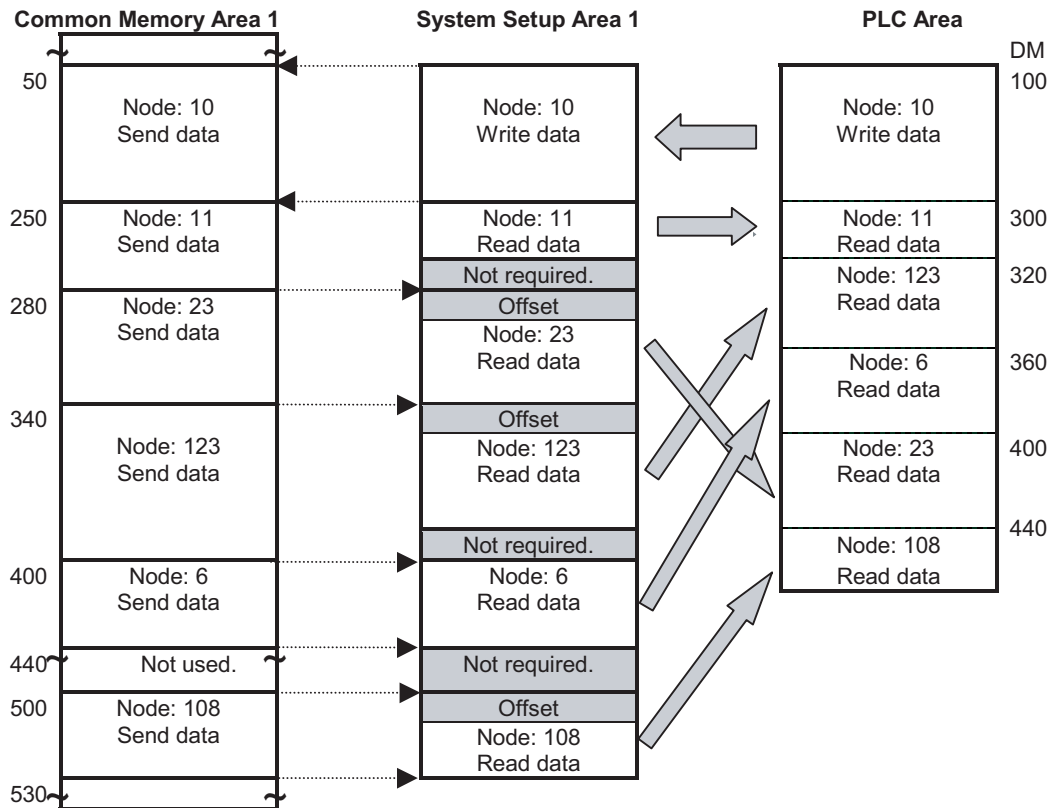 Common Memory Area 1
System Setup Area 1
PLC Area
DM
50
Node: 10
Send data
Node: 10
Write data
Node: 10
Write data
100
250
Node: 11
Send data
Node: 11
Read data
Node: 11
Read data
300
Not required.
Node: 123
Read data
320
280
Node: 23
Send data
Offset
Node: 23
Read data
Node: 6
Read data
360
340
Node: 123
Send data
Offset
Node: 123
Read data
Node: 23
Read data
400
Not required.
Node: 108
Read data
440
400
Node: 6
Send data
Node: 6
Read data
440
Not used.
Not required.
500
Node: 108
Send data
Offset
Node: 108
Read data
530